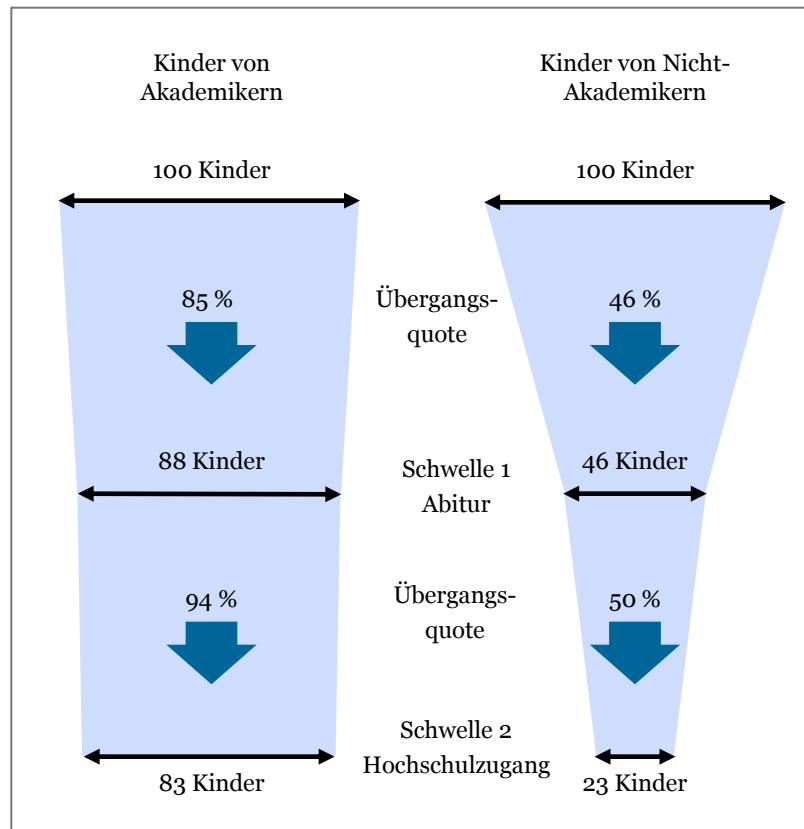 Kinder von
Akademikern
Kinder von Nicht-
Akademikern
100 Kinder
100 Kinder
85 %
Übergangs-
quote
46 %
88 Kinder
Schwelle 1
Abitur
46 Kinder
94 %
Übergangs-
quote
50 %
Schwelle 2
Hochschulzugang
83 Kinder
23 Kinder